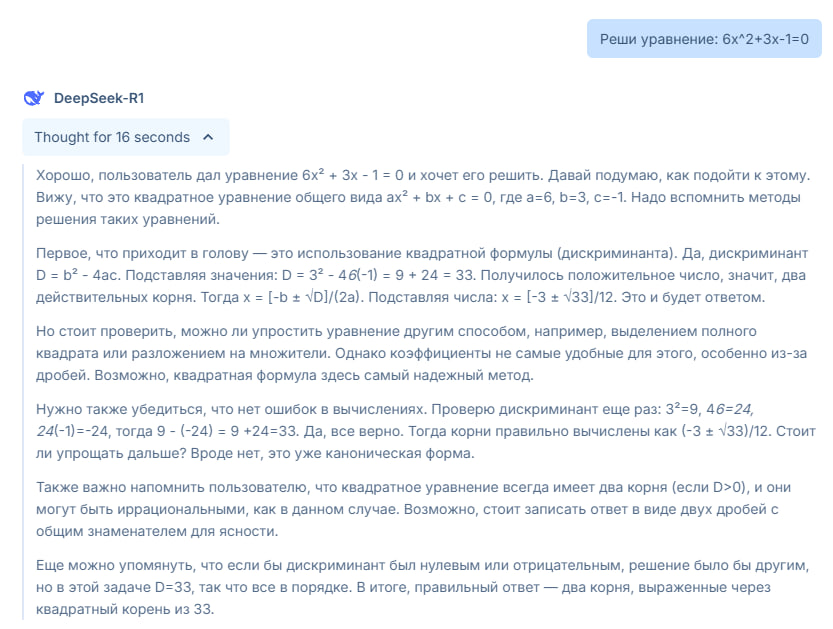 Реши уравнение: 6x^2+3x-1=0
DeepSeek-R1
Thought for 16 seconds
Хорошо, пользователь дал уравнение 6x² + 3x - 1 = 0 и хочет его решить. Давай подумаю, как подойти к этому.
Вижу, что это квадратное уравнение общего вида ax² + bx + c = 0, где a=6, b=3, c=-1. Надо вспомнить методы
решения таких уравнений.
Первое, что приходит в голову — это использование квадратной формулы (дискриминанта). Да, дискриминант
D = b² - 4ac. Подставляя значения: D = 3² - 46(-1) = 9 + 24 = 33. Получилось положительное число, значит, два
действительных корня. Тогда x = [-b ± √D]/(2a). Подставляя числа: x = [-3 ± √33]/12. Это и будет ответом.
Но стоит проверить, можно ли упростить уравнение другим способом, например, выделением полного
квадрата или разложением на множители. Однако коэффициенты не самые удобные для этого, особенно из-за
дробей. Возможно, квадратная формула здесь самый надежный метод.
Нужно также убедиться, что нет ошибок в вычислениях. Проверю дискриминант еще раз: 3²=9, 46=24,
24(-1)=-24, тогда 9 - (-24) = 9 +24=33. Да, все верно. Тогда корни правильно вычислены как (-3 ± √33)/12. Стоит
ли упрощать дальше? Вроде нет, это уже каноническая форма.
Также важно напомнить пользователю, что квадратное уравнение всегда имеет два корня (если D>0), и они
могут быть иррациональными, как в данном случае. Возможно, стоит записать ответ в виде двух дробей с
общим знаменателем для ясности.
Еще можно упомянуть, что если бы дискриминант был нулевым или отрицательным, решение было бы другим,
но в этой задаче D=33, так что все в порядке. В итоге, правильный ответ — два корня, выраженные через
квадратный корень из 33.